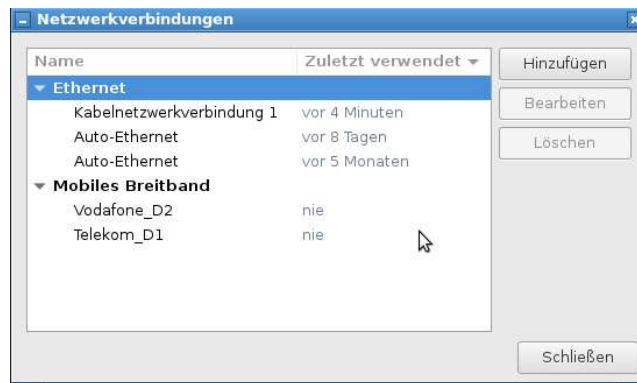 Netzwerkverbindungen
Name Zuletzt verwendet
Hinzufügen
Ethernet
Bearbeiten
Kabelnetzwerkverbindung 1 vor 4 Minuten
Auto-Ethernet vor 8 Tagen
Löschen
Auto-Ethernet vor 5 Monaten
Mobiles Breitband
Vodafone_D2 nie
Telekom_D1 nie
Schließen